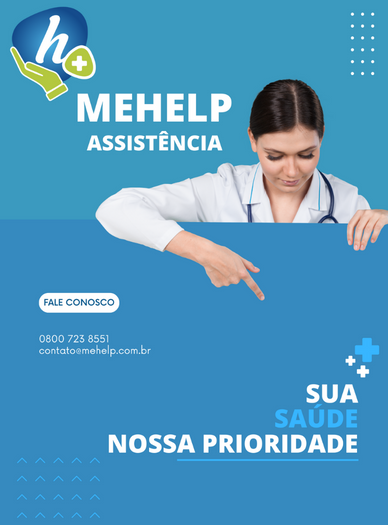 h
MEHELP
ASSISTÊNCIA
FALE CONOSCO
0800 723 8551
contato@mehelp.com.br
SUA
SAÚDE
NOSSA PRIORIDADE